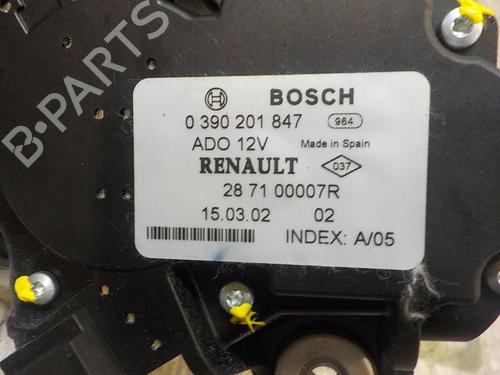 B-PARTS
BOSCH
0 390 201 847 964
ADO 12V Made in Spain
RENAULT 037
28 71 00007R
15.03.02 02
INDEX: A/05